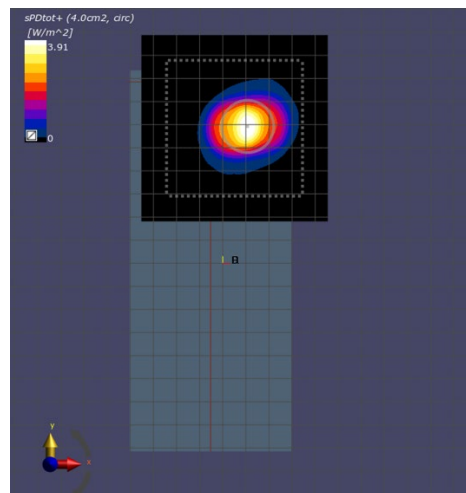 sPDtot+ (4.0cm2, circ)
[W/m^2]
3.91
0
y
x